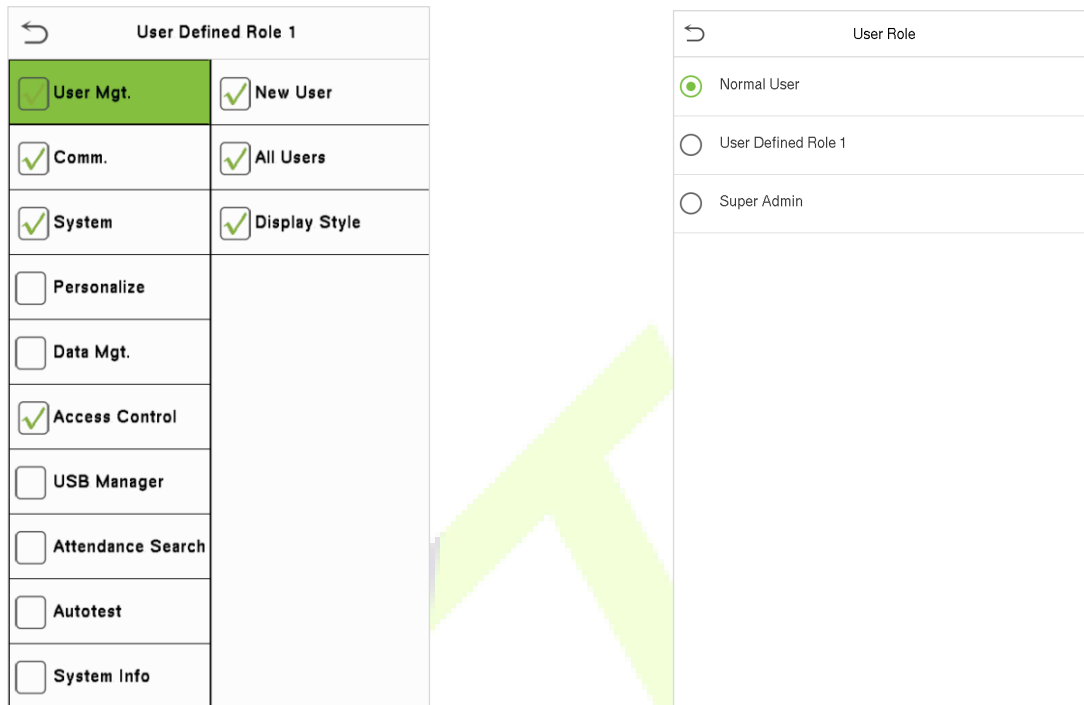 User Defined Role 1
User Mgt.
New User
Comm.
All Users
System
Display Style
Personalize
Data Mgt.
Access Control
USB Manager
Attendance Search
Autotest
System Info
User Role
Normal User
User Defined Role 1
Super Admin